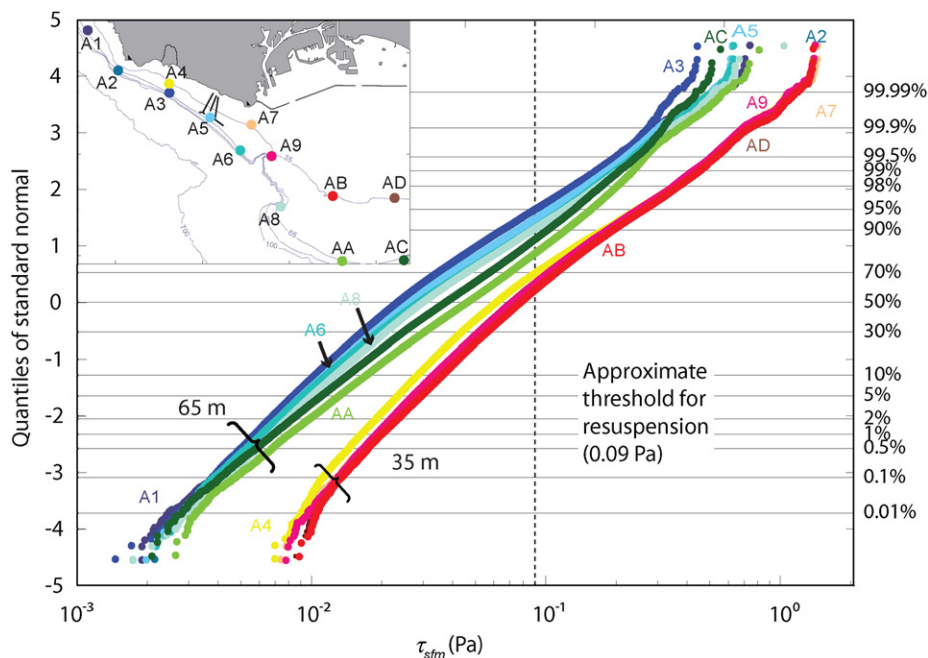 5
4
3
2
1
0
-1
-2
-3
-4
-5
Quantiles of standard normal
A1
A2
A4
A3
A5
A7
A6
A9
A8
AB
AD
AA
AC
35
100
100
65
A3
AC
A5
A2
A9
A7
AD
AB
A8
A6
AA
65 m
35 m
A1
A4
Approximate
threshold for
resuspension
(0.09 Pa)
99.99%
99.9%
99.5%
99%
98%
95%
90%
70%
50%
30%
10%
5%
2%
1%
0.5%
0.1%
0.01%
10⁻³
10⁻²
10⁻¹
10⁰
τsfm (Pa)